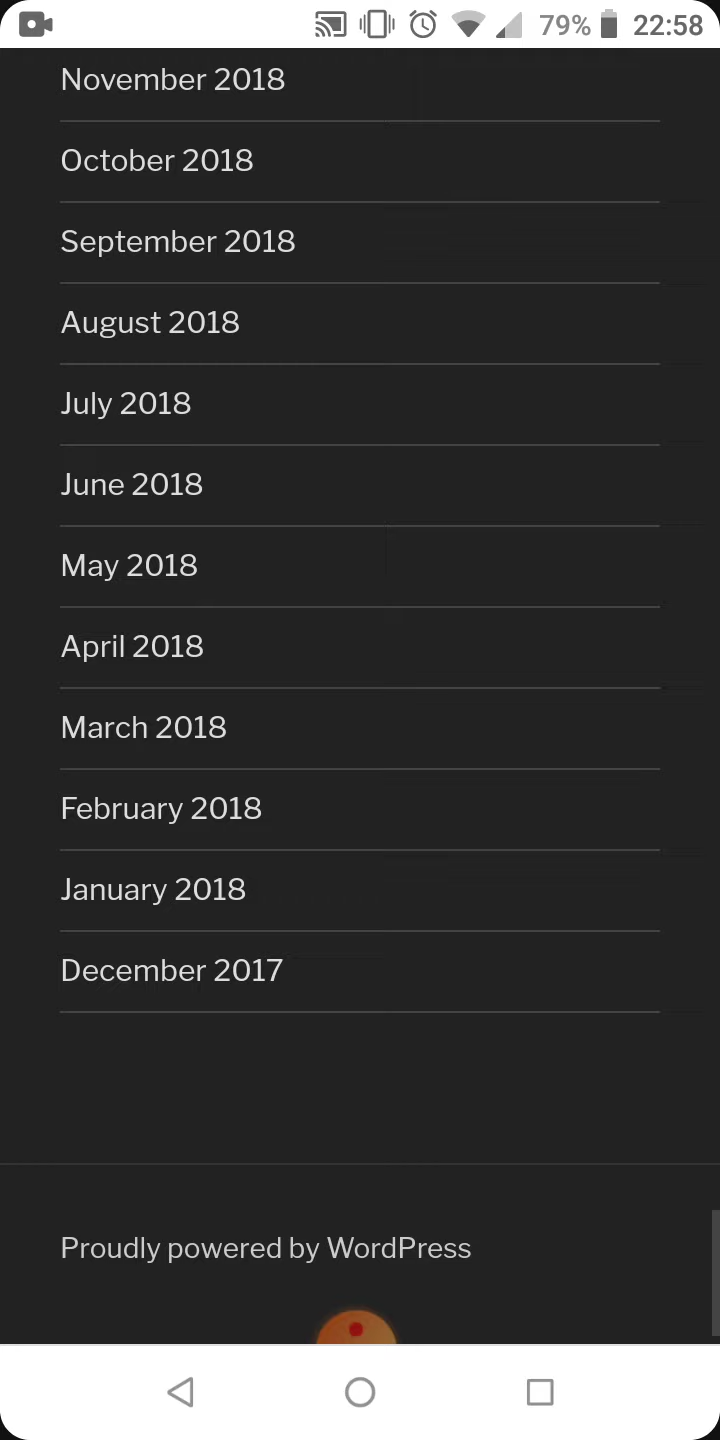 79% 22:58
November 2018
October 2018
September 2018
August 2018
July 2018
June 2018
May 2018
April 2018
March 2018
February 2018
January 2018
December 2017
Proudly powered by WordPress